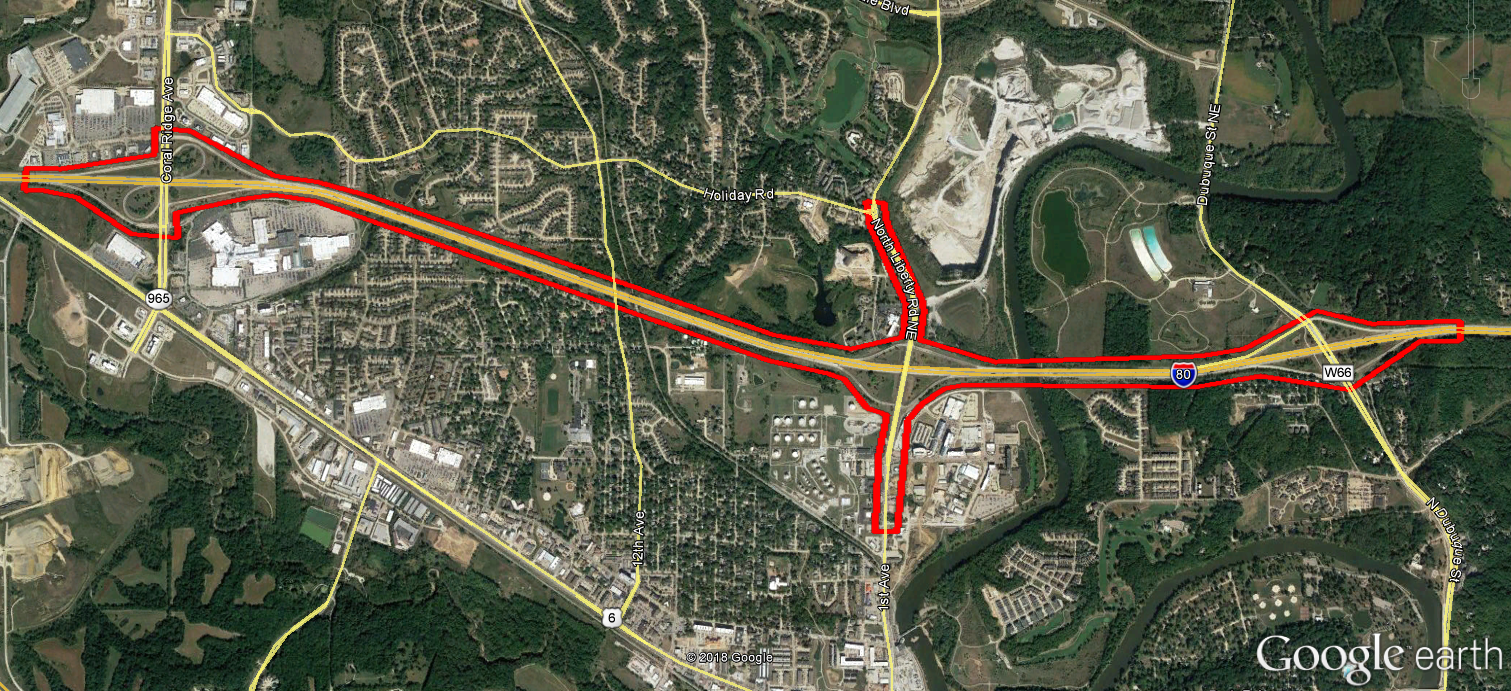 Blvd
Coral Ridge Ave
Dubuque St NE
Holiday Rd
North Liberty Rd NE
965
80
W66
12th Ave
N Dubuque St
1st Ave
6
© 2018 Google
Google earth